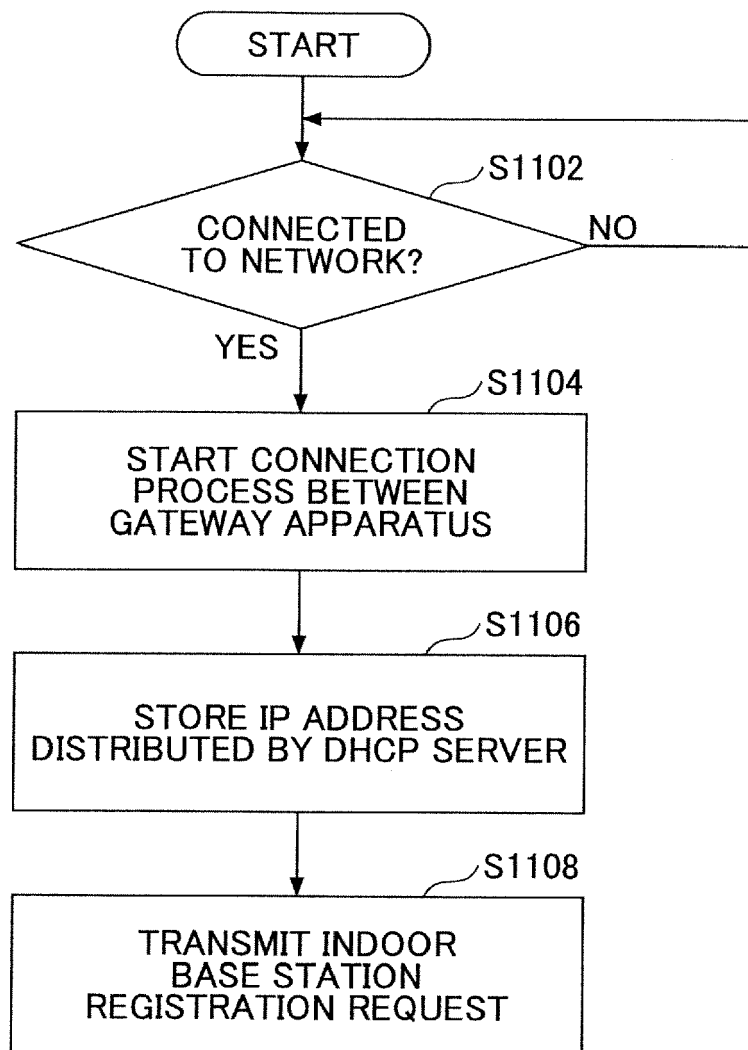 START
S1102
CONNECTED
TO NETWORK?
NO
YES
S1104
START CONNECTION
PROCESS BETWEEN
GATEWAY APPARATUS
S1106
STORE IP ADDRESS
DISTRIBUTED BY DHCP SERVER
S1108
TRANSMIT INDOOR
BASE STATION
REGISTRATION REQUEST